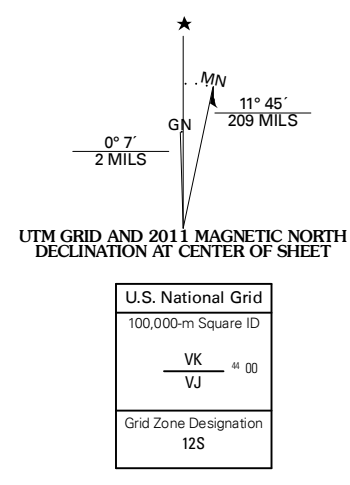 ★
MN
11° 45´
209 MILS
GN
0° 7´
2 MILS
UTM GRID AND 2011 MAGNETIC NORTH
DECLINATION AT CENTER OF SHEET
U.S. National Grid
100,000-m Square ID
VK
44 00
VJ
Grid Zone Designation
12S